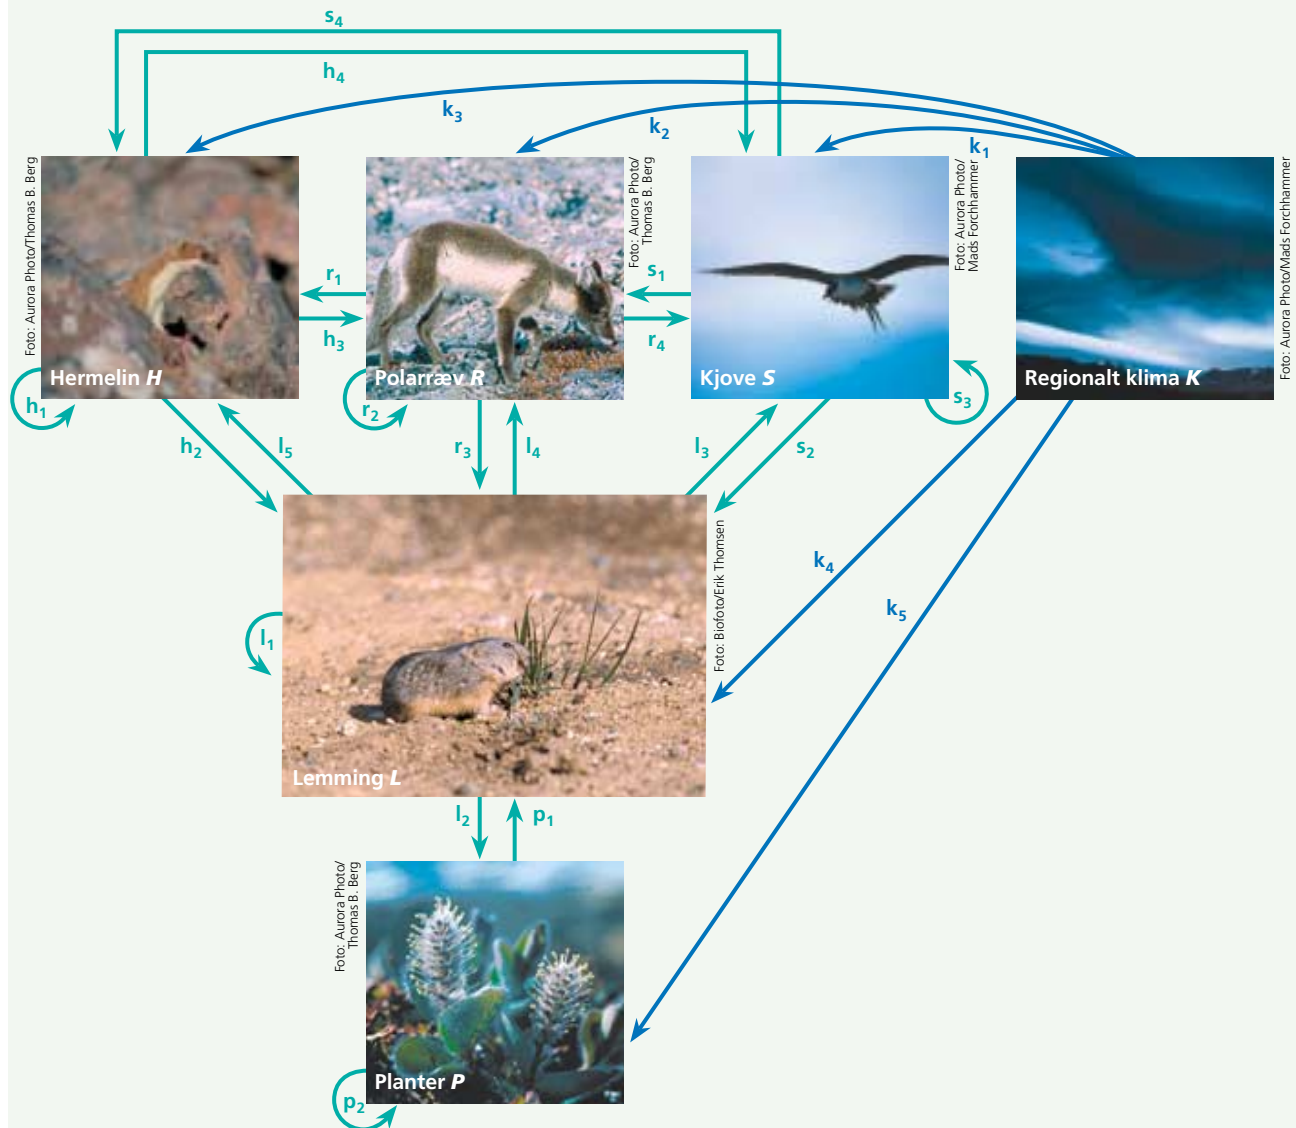 s4
h4
k3
k2
k1
Foto: Aurora Photo/Thomas B. Berg
Foto: Aurora Photo/
Thomas B. Berg
Foto: Aurora Photo/
Mads Forchhammer
Foto: Aurora Photo/Mads Forchhammer
r1
h3
s1
r4
Hermelin H
Polarræv R
Kjove S
Regionalt klima K
h1
r2
s3
h2
l5
r3
l4
l3
s2
Foto: Biofoto/Erik Thomsen
k4
k5
l1
Lemming L
l2
p1
Foto: Aurora Photo/
Thomas B. Berg
Planter P
p2